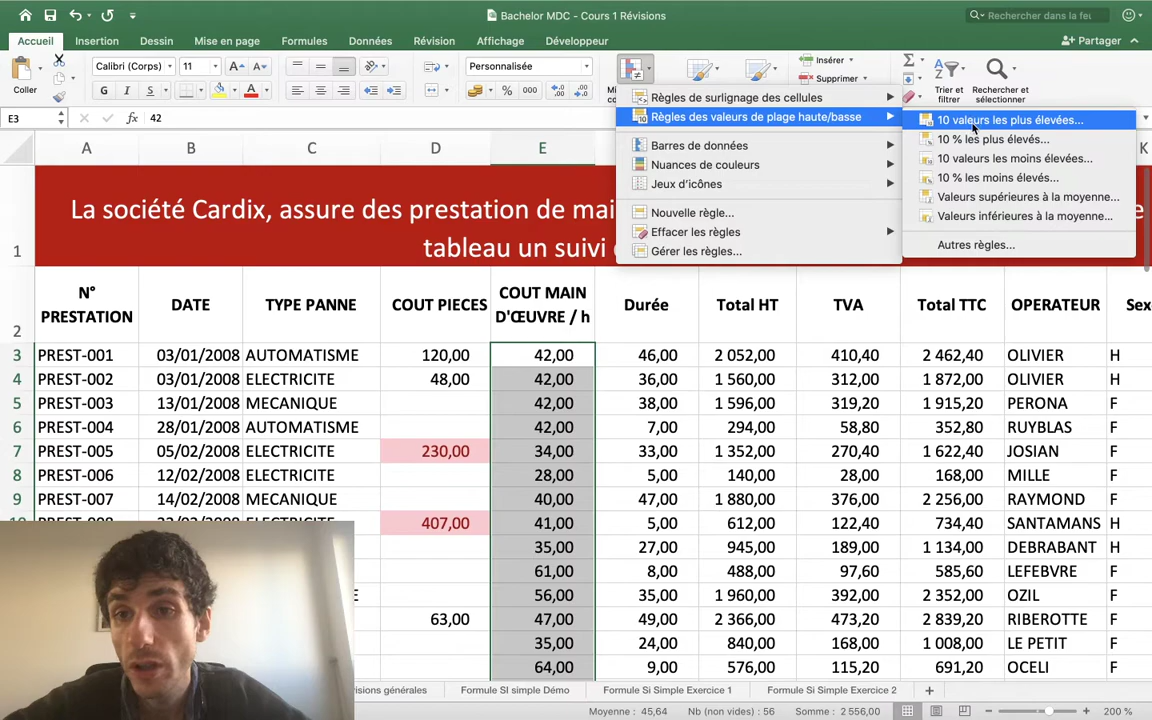 Bachelor MDC - Cours 1 Révisions
Rechercher dans la feu
Accueil Insertion Dessin Mise en page Formules Données Révision Affichage Développeur
Partager
Coller
Calibri (Corps) 11
G I S
Personnalisée
% 000
Insérer
Supprimer
Trier et filtrer
Rechercher et sélectionner
E3 fx 42
Règles de surlignage des cellules
Règles des valeurs de plage haute/basse
Barres de données
Nuances de couleurs
Jeux d'icônes
Nouvelle règle...
Effacer les règles
Gérer les règles...
10 valeurs les plus élevées...
10 % les plus élevés...
10 valeurs les moins élevées...
10 % les moins élevés...
Valeurs supérieures à la moyenne...
Valeurs inférieures à la moyenne...
Autres règles...
A B C D E K
1 La société Cardix, assure des prestation de mai
tableau un suivi
2 N° PRESTATION DATE TYPE PANNE COUT PIECES COUT MAIN D'ŒUVRE / h Durée Total HT TVA Total TTC OPERATEUR Sex
3 PREST-001 03/01/2008 AUTOMATISME 120,00 42,00 46,00 2 052,00 410,40 2 462,40 OLIVIER H
4 PREST-002 03/01/2008 ELECTRICITE 48,00 42,00 36,00 1 560,00 312,00 1 872,00 OLIVIER H
5 PREST-003 13/01/2008 MECANIQUE 42,00 38,00 1 596,00 319,20 1 915,20 PERONA F
6 PREST-004 28/01/2008 AUTOMATISME 42,00 7,00 294,00 58,80 352,80 RUYBLAS F
7 PREST-005 05/02/2008 ELECTRICITE 230,00 34,00 33,00 1 352,00 270,40 1 622,40 JOSIAN F
8 PREST-006 12/02/2008 ELECTRICITE 28,00 5,00 140,00 28,00 168,00 MILLE F
9 PREST-007 14/02/2008 MECANIQUE 40,00 47,00 1 880,00 376,00 2 256,00 RAYMOND F
407,00 41,00 5,00 612,00 122,40 734,40 SANTAMANS H
35,00 27,00 945,00 189,00 1 134,00 DEBRABANT H
61,00 8,00 488,00 97,60 585,60 LEFEBVRE F
56,00 35,00 1 960,00 392,00 2 352,00 OZIL F
63,00 47,00 49,00 2 366,00 473,20 2 839,20 RIBEROTTE F
35,00 24,00 840,00 168,00 1 008,00 LE PETIT F
64,00 9,00 576,00 115,20 691,20 OCELI F
visions générales Formule SI simple Démo Formule Si Simple Exercice 1 Formule Si Simple Exercice 2
Moyenne : 45,64 Nb (non vides) : 56 Somme : 2 556,00 200 %